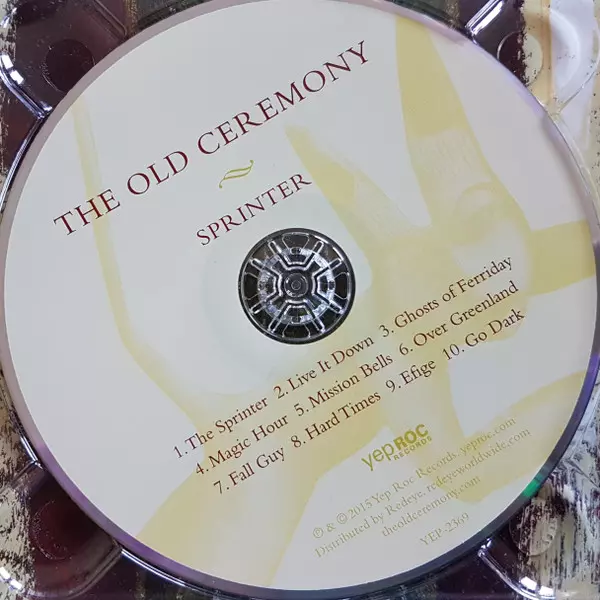 THE OLD CEREMONY
SPRINTER
1. The Sprinter 2. Live It Down 3. Ghosts of Ferriday
4. Magic Hour 5. Mission Bells 6. Over Greenland
7. Fall Guy 8. Hard Times 9. Efige 10. Go Dark
yepROC
RECORDS
℗ & © 2015 Yep Roc Records. yeproc.com
Distributed by Redeye. redeyeworldwide.com
theoldceremony.com
YEP-2369